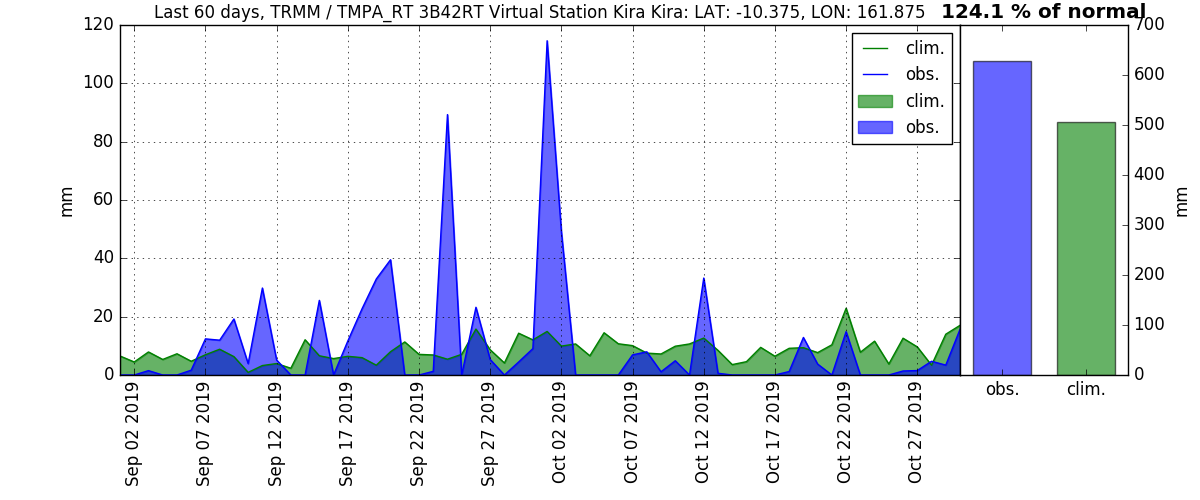 Last 60 days, TRMM / TMPA_RT 3B42RT Virtual Station Kira Kira: LAT: -10.375, LON: 161.875 124.1 % of normal
120
100
80
60
40
20
0
mm
clim.
obs.
clim.
obs.
Sep 02 2019
Sep 07 2019
Sep 12 2019
Sep 17 2019
Sep 22 2019
Sep 27 2019
Oct 02 2019
Oct 07 2019
Oct 12 2019
Oct 17 2019
Oct 22 2019
Oct 27 2019
700
600
500
400
300
200
100
0
mm
obs.
clim.